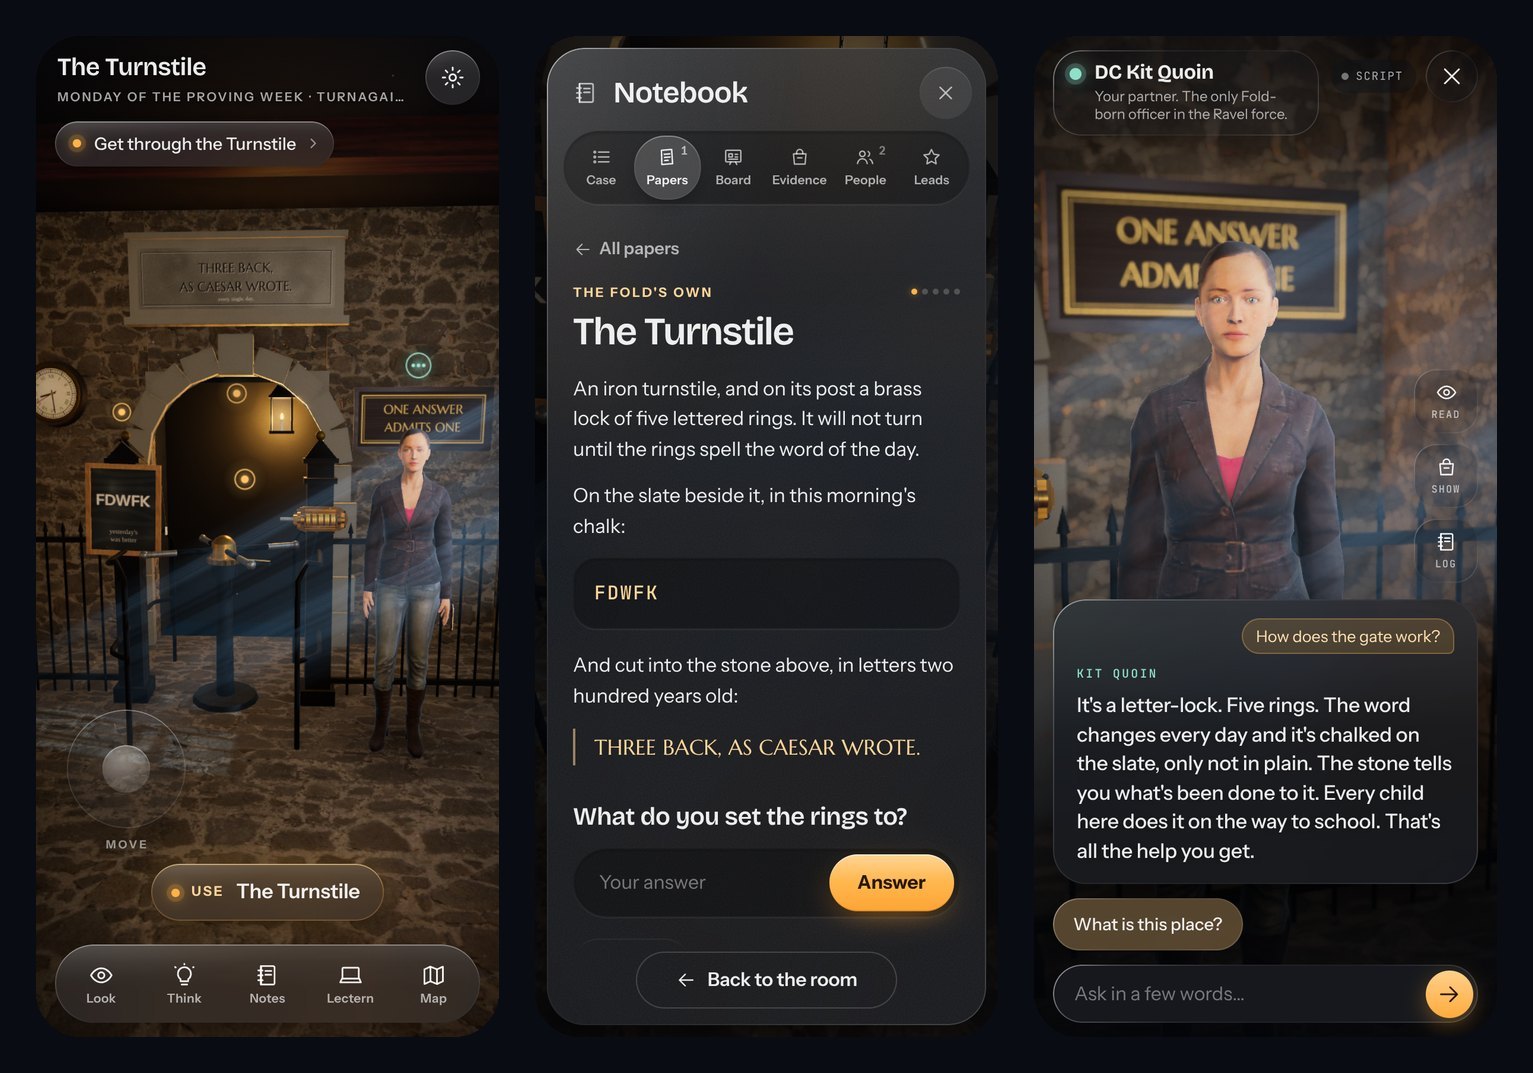 The Turnstile
MONDAY OF THE PROVING WEEK · TURNAGAI...
Get through the Turnstile
THREE BACK,
AS CAESAR WROTE.
every single day.
ONE ANSWER
ADMITS ONE
FDWFK
yesterday's
was better
MOVE
USE The Turnstile
Look
Think
Notes
Lectern
Map
Notebook
Case
Papers 1
Board
Evidence
People 2
Leads
All papers
THE FOLD'S OWN
The Turnstile
An iron turnstile, and on its post a brass
lock of five lettered rings. It will not turn
until the rings spell the word of the day.
On the slate beside it, in this morning's
chalk:
FDWFK
And cut into the stone above, in letters two
hundred years old:
THREE BACK, AS CAESAR WROTE.
What do you set the rings to?
Your answer
Answer
Back to the room
DC Kit Quoin
Your partner. The only Fold-
born officer in the Ravel force.
SCRIPT
ONE ANSWER
ONE
READ
SHOW
LOG
How does the gate work?
KIT QUOIN
It's a letter-lock. Five rings. The word
changes every day and it's chalked on
the slate, only not in plain. The stone tells
you what's been done to it. Every child
here does it on the way to school. That's
all the help you get.
What is this place?
Ask in a few words...